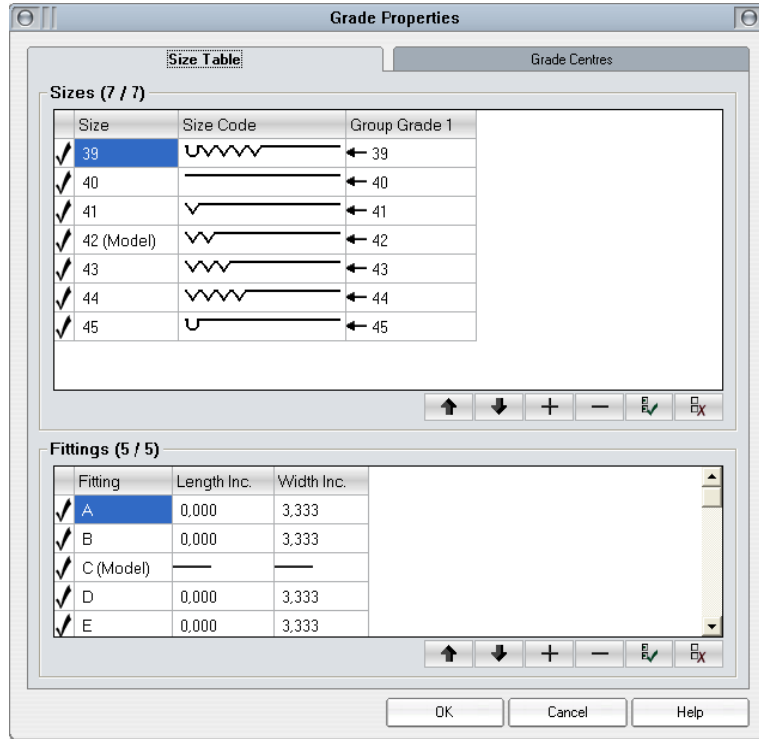 Grade Properties
Size Table Grade Centres
Sizes (7 / 7)
Size Size Code Group Grade 1
39 39
40 40
41 41
42 (Model) 42
43 43
44 44
45 45
Fittings (5 / 5)
Fitting Length Inc. Width Inc.
A 0,000 3,333
B 0,000 3,333
C (Model)
D 0,000 3,333
E 0,000 3,333
OK Cancel Help